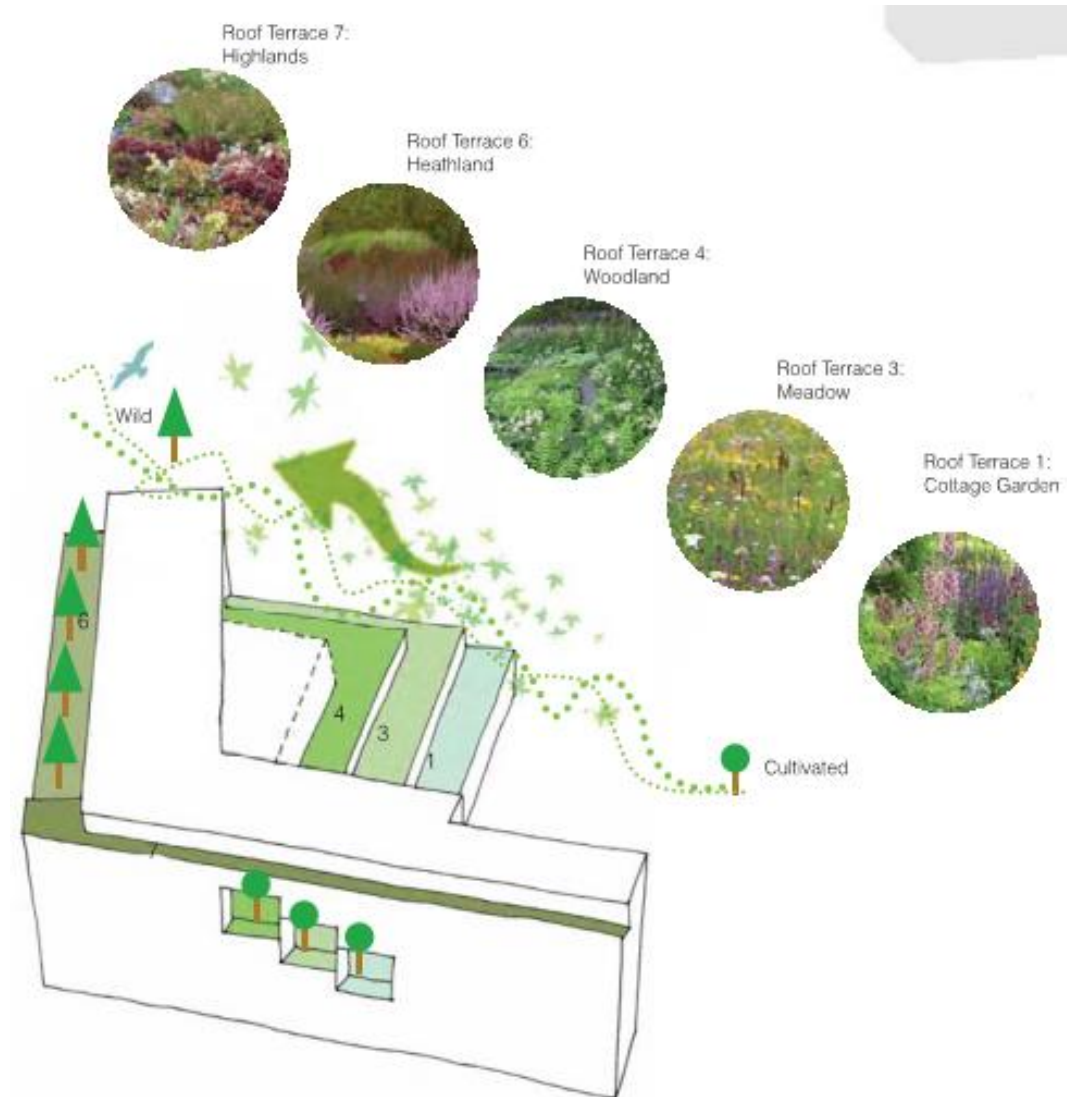 Roof Terrace 7:
Highlands
Roof Terrace 6:
Heathland
Roof Terrace 4:
Woodland
Roof Terrace 3:
Meadow
Roof Terrace 1:
Cottage Garden
Wild
6
4
3
1
Cultivated